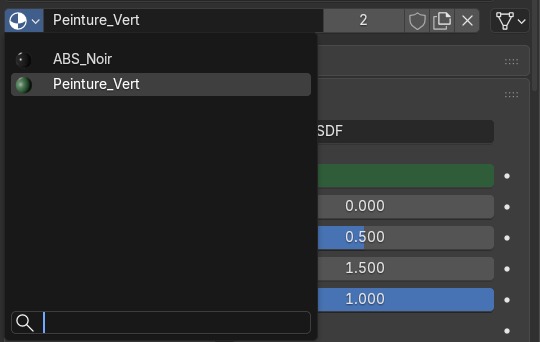 Peinture_Vert 2
ABS_Noir
Peinture_Vert
SDF
0.000
0.500
1.500
1.000